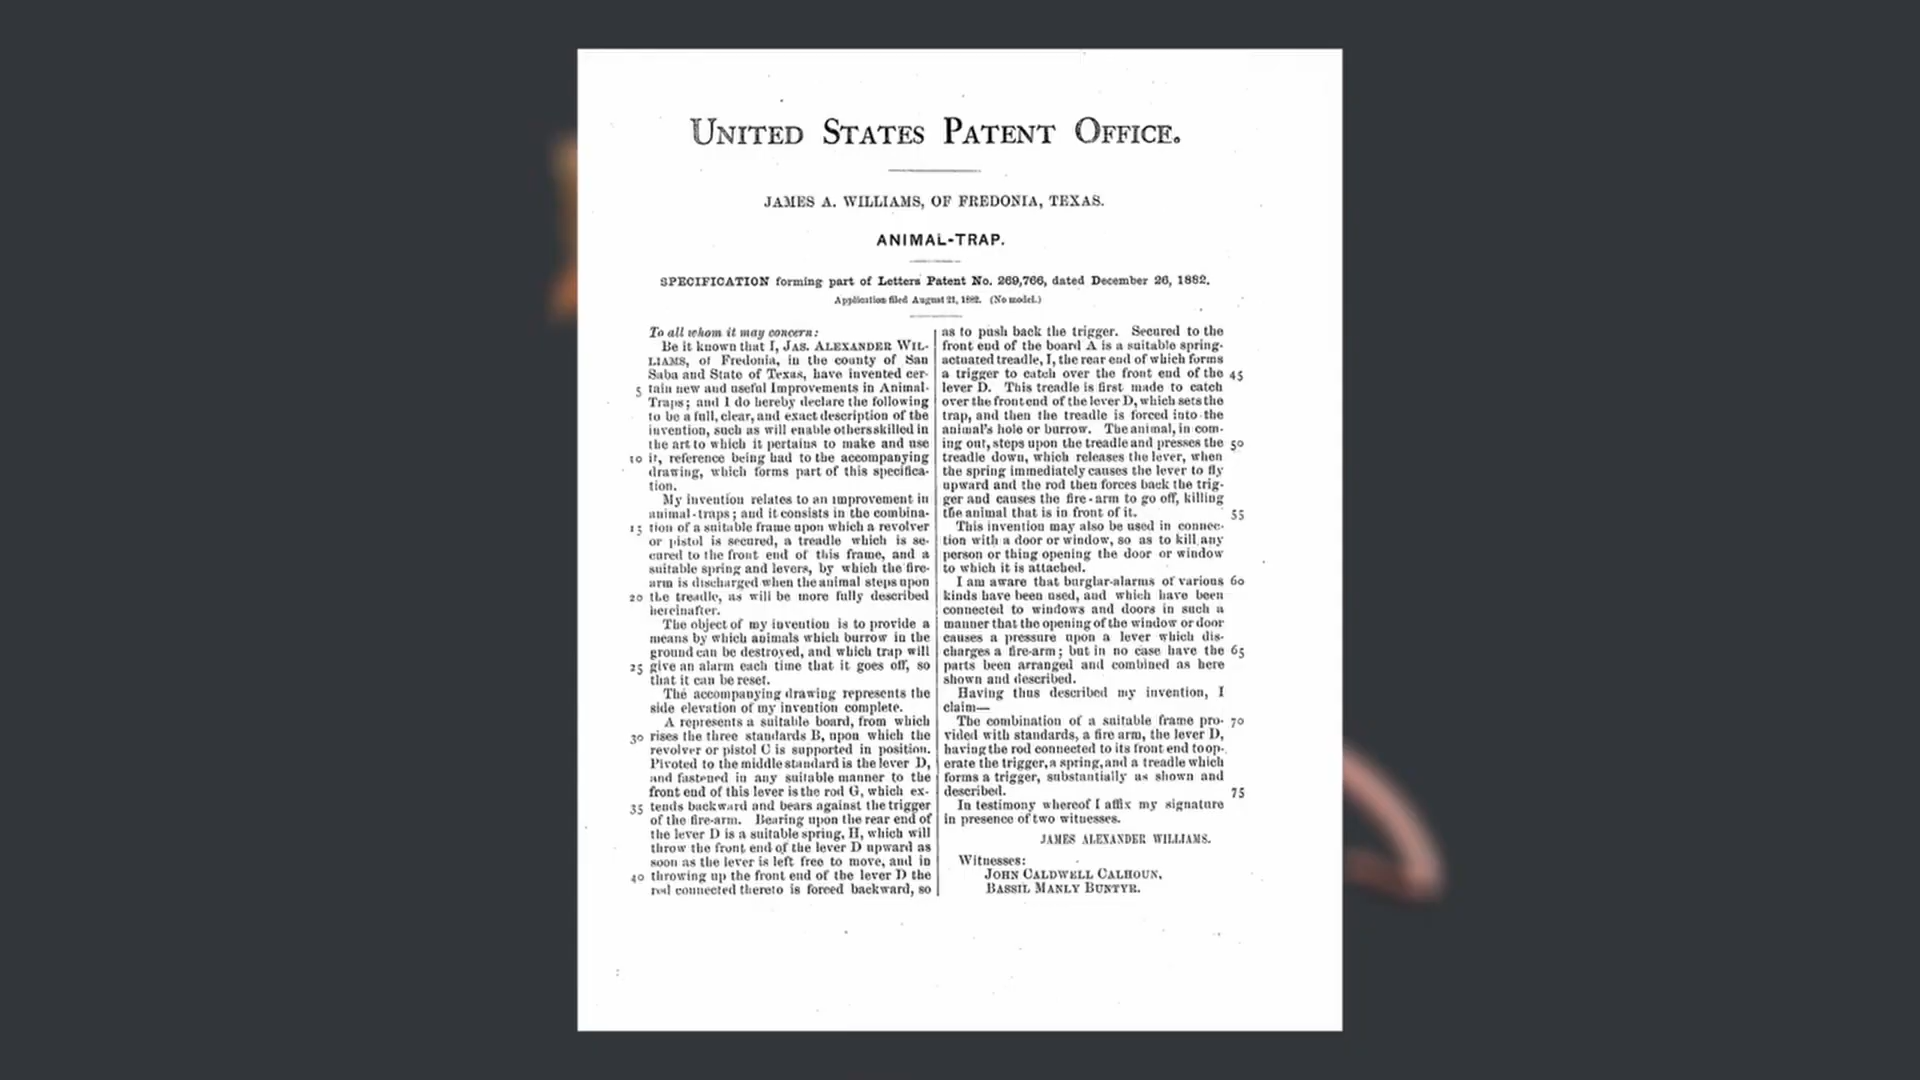 UNITED STATES PATENT OFFICE.
JAMES A. WILLIAMS, OF FREDONIA, TEXAS.
ANIMAL-TRAP.
SPECIFICATION forming part of Letters Patent No. 269,766, dated December 26, 1882.
Application filed August 21, 1882. (No model.)
To all whom it may concern:
Be it known that I, JAS. ALEXANDER WIL-
LIAMS, of Fredonia, in the county of San
Saba and State of Texas, have invented cer-
5 tain new and useful Improvements in Animal-
Traps; and I do hereby declare the following
to be a full, clear, and exact description of the
invention, such as will enable others skilled in
the art to which it pertains to make and use
10 it, reference being had to the accompanying
drawing, which forms part of this specifica-
tion.
My invention relates to an improvement in
animal-traps; and it consists in the combina-
15 tion of a suitable frame upon which a revolver
or pistol is secured, a treadle which is se-
cured to the front end of this frame, and a
suitable spring and levers, by which the fire-
arm is discharged when the animal steps upon
20 the treadle, as will be more fully described
hereinafter.
The object of my invention is to provide a
means by which animals which burrow in the
ground can be destroyed, and which trap will
25 give an alarm each time that it goes off, so
that it can be reset.
The accompanying drawing represents the
side elevation of my invention complete.
A represents a suitable board, from which
30 rises the three standards B, upon which the
revolver or pistol C is supported in position.
Pivoted to the middle standard is the lever D,
and fastened in any suitable manner to the
front end of this lever is the rod G, which ex-
35 tends backward and bears against the trigger
of the fire-arm. Bearing upon the rear end of
the lever D is a suitable spring, H, which will
throw the front end of the lever D upward as
soon as the lever is left free to move, and in
40 throwing up the front end of the lever D the
rod connected thereto is forced backward, so
as to push back the trigger. Secured to the
front end of the board A is a suitable spring-
actuated treadle, I, the rear end of which forms
a trigger to catch over the front end of the 45
lever D. This treadle is first made to catch
over the front end of the lever D, which sets the
trap, and then the treadle is forced into the
animal's hole or burrow. The animal, in com-
ing out, steps upon the treadle and presses the 50
treadle down, which releases the lever, when
the spring immediately causes the lever to fly
upward and the rod then forces back the trig-
ger and causes the fire-arm to go off, killing
the animal that is in front of it. 55
This invention may also be used in connec-
tion with a door or window, so as to kill any
person or thing opening the door or window
to which it is attached.
I am aware that burglar-alarms of various 60
kinds have been used, and which have been
connected to windows and doors in such a
manner that the opening of the window or door
causes a pressure upon a lever which dis-
charges a fire-arm; but in no case have the 65
parts been arranged and combined as here
shown and described.
Having thus described my invention, I
claim—
The combination of a suitable frame pro- 70
vided with standards, a fire arm, the lever D,
having the rod connected to its front end to op-
erate the trigger, a spring, and a treadle which
forms a trigger, substantially as shown and
described. 75
In testimony whereof I affix my signature
in presence of two witnesses.
JAMES ALEXANDER WILLIAMS.
Witnesses:
JOHN CALDWELL CALHOUN,
BASSIL MANLY BUNTYR.